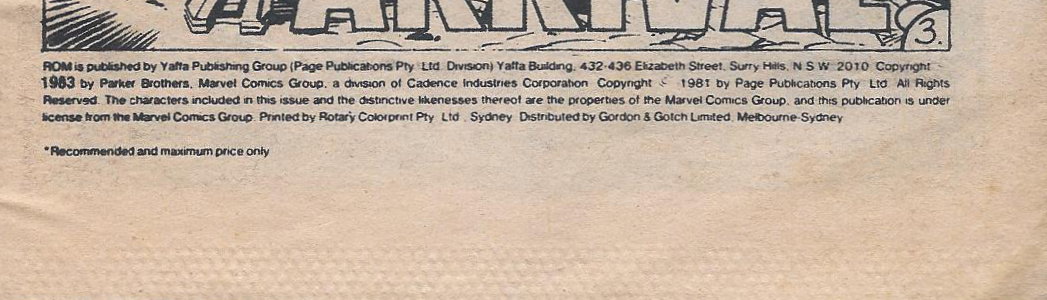 ARRIVAL
3.
ROM is published by Yaffa Publishing Group (Page Publications Pty. Ltd. Division) Yaffa Building, 432-436 Elizabeth Street, Surry Hills, N S W 2010 Copyright
1983 by Parker Brothers, Marvel Comics Group, a division of Cadence Industries Corporation Copyright © 1981 by Page Publications Pty Ltd All Rights
Reserved. The characters included in this issue and the distinctive likenesses thereof are the properties of the Marvel Comics Group, and this publication is under
license from the Marvel Comics Group. Printed by Rotary Colorprint Pty Ltd , Sydney Distributed by Gordon & Gotch Limited, Melbourne-Sydney
*Recommended and maximum price only